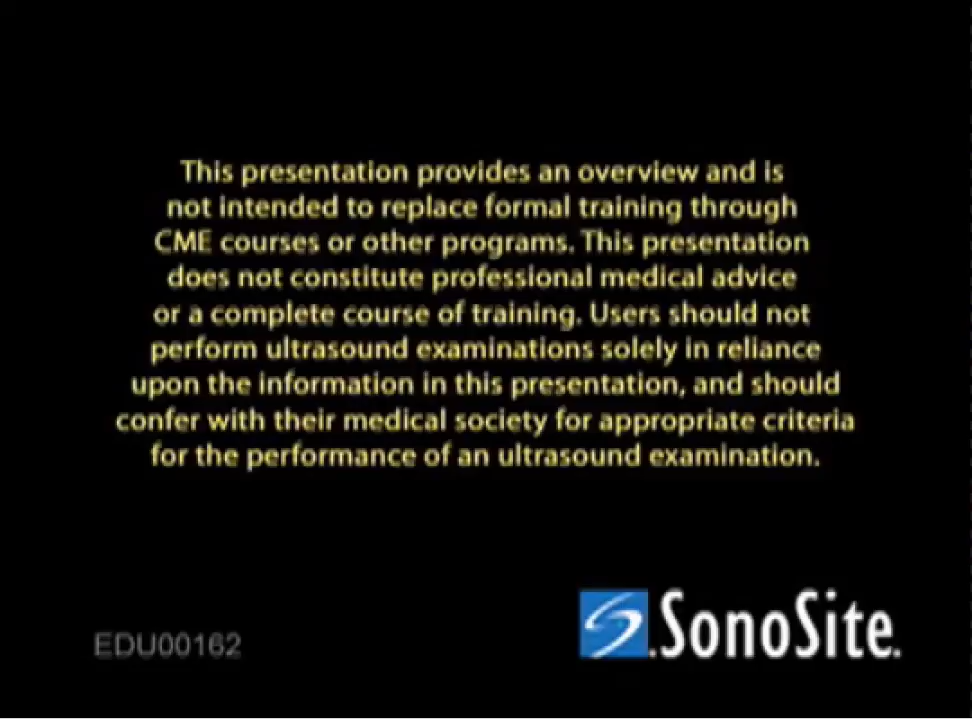 This presentation provides an overview and is
not intended to replace formal training through
CME courses or other programs. This presentation
does not constitute professional medical advice
or a complete course of training. Users should not
perform ultrasound examinations solely in reliance
upon the information in this presentation, and should
confer with their medical society for appropriate criteria
for the performance of an ultrasound examination.
EDU00162
SonoSite.